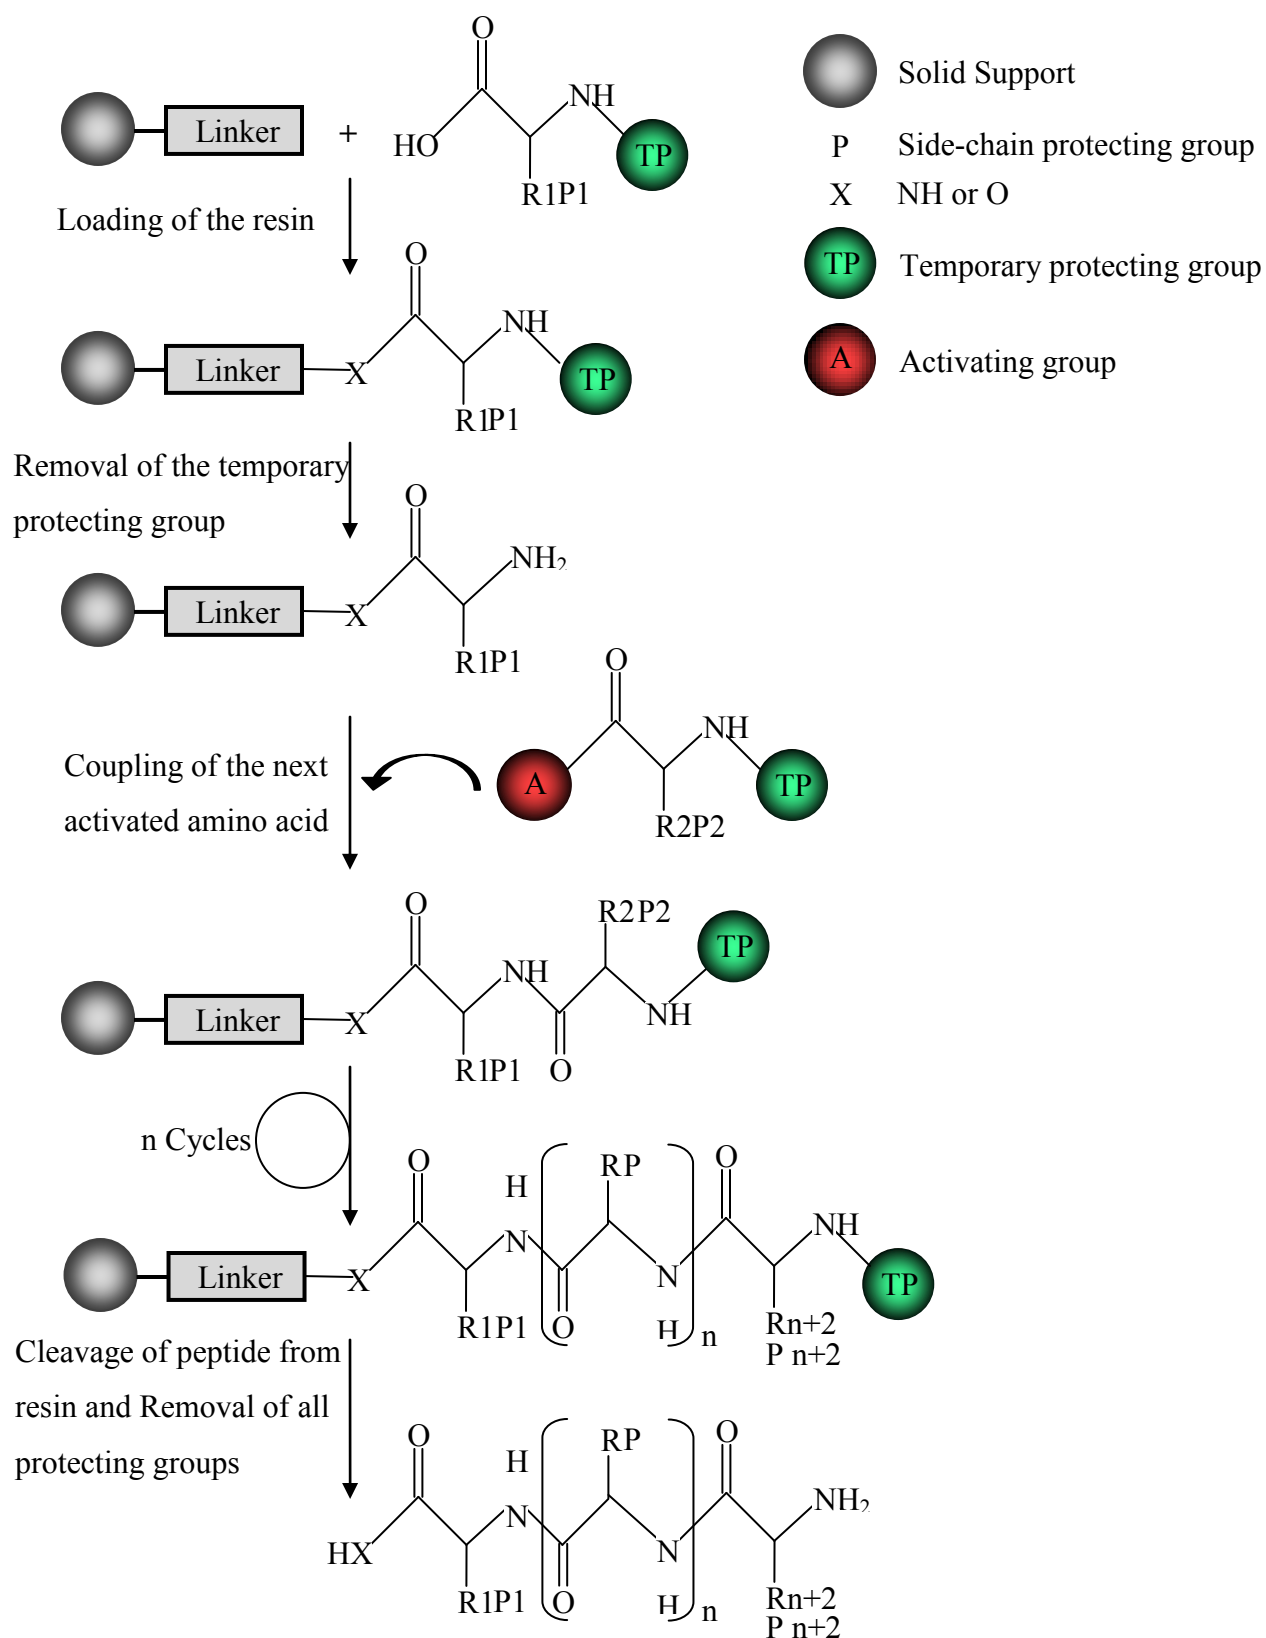 O
NH
Linker
+
HO
TP
R1P1
Solid Support
P Side-chain protecting group
X NH or O
TP Temporary protecting group
A Activating group
Loading of the resin
O
NH
Linker
X
TP
R1P1
Removal of the temporary
protecting group
O
NH₂
Linker
X
R1P1
Coupling of the next
activated amino acid
O
NH
A
TP
R2P2
O
R2P2
TP
NH
Linker
X
NH
R1P1
O
n Cycles
O
H
RP
O
NH
N
Linker
X
N
TP
R1P1
O
H
n
Rn+2
P n+2
Cleavage of peptide from
resin and Removal of all
protecting groups
O
H
RP
O
NH₂
N
HX
N
R1P1
O
H
n
Rn+2
P n+2